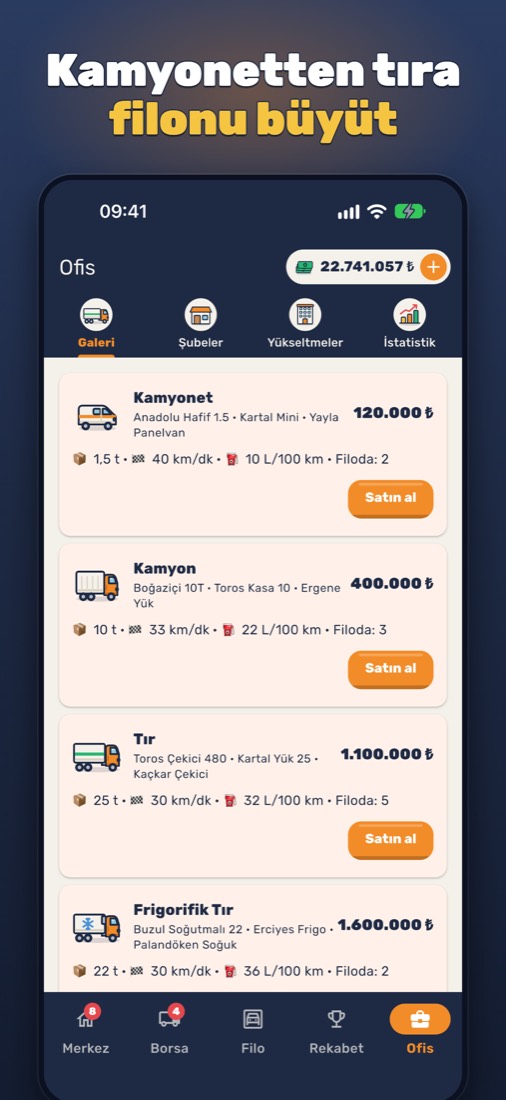 Kamyonetten tıra
filonu büyüt
09:41
Ofis
22.741.057 ₺
Galeri
Şubeler
Yükseltmeler
İstatistik
Kamyonet
120.000 ₺
Anadolu Hafif 1.5 • Kartal Mini • Yayla
Panelvan
1,5 t • 40 km/dk • 10 L/100 km • Filoda: 2
Satın al
Kamyon
400.000 ₺
Boğaziçi 10T • Toros Kasa 10 • Ergene
Yük
10 t • 33 km/dk • 22 L/100 km • Filoda: 3
Satın al
Tır
1.100.000 ₺
Toros Çekici 480 • Kartal Yük 25 •
Kaçkar Çekici
25 t • 30 km/dk • 32 L/100 km • Filoda: 5
Satın al
Frigorifik Tır
1.600.000 ₺
Buzul Soğutmalı 22 • Erciyes Frigo •
Palandöken Soğuk
22 t • 30 km/dk • 36 L/100 km • Filoda: 2
8
4
Merkez
Borsa
Filo
Rekabet
Ofis